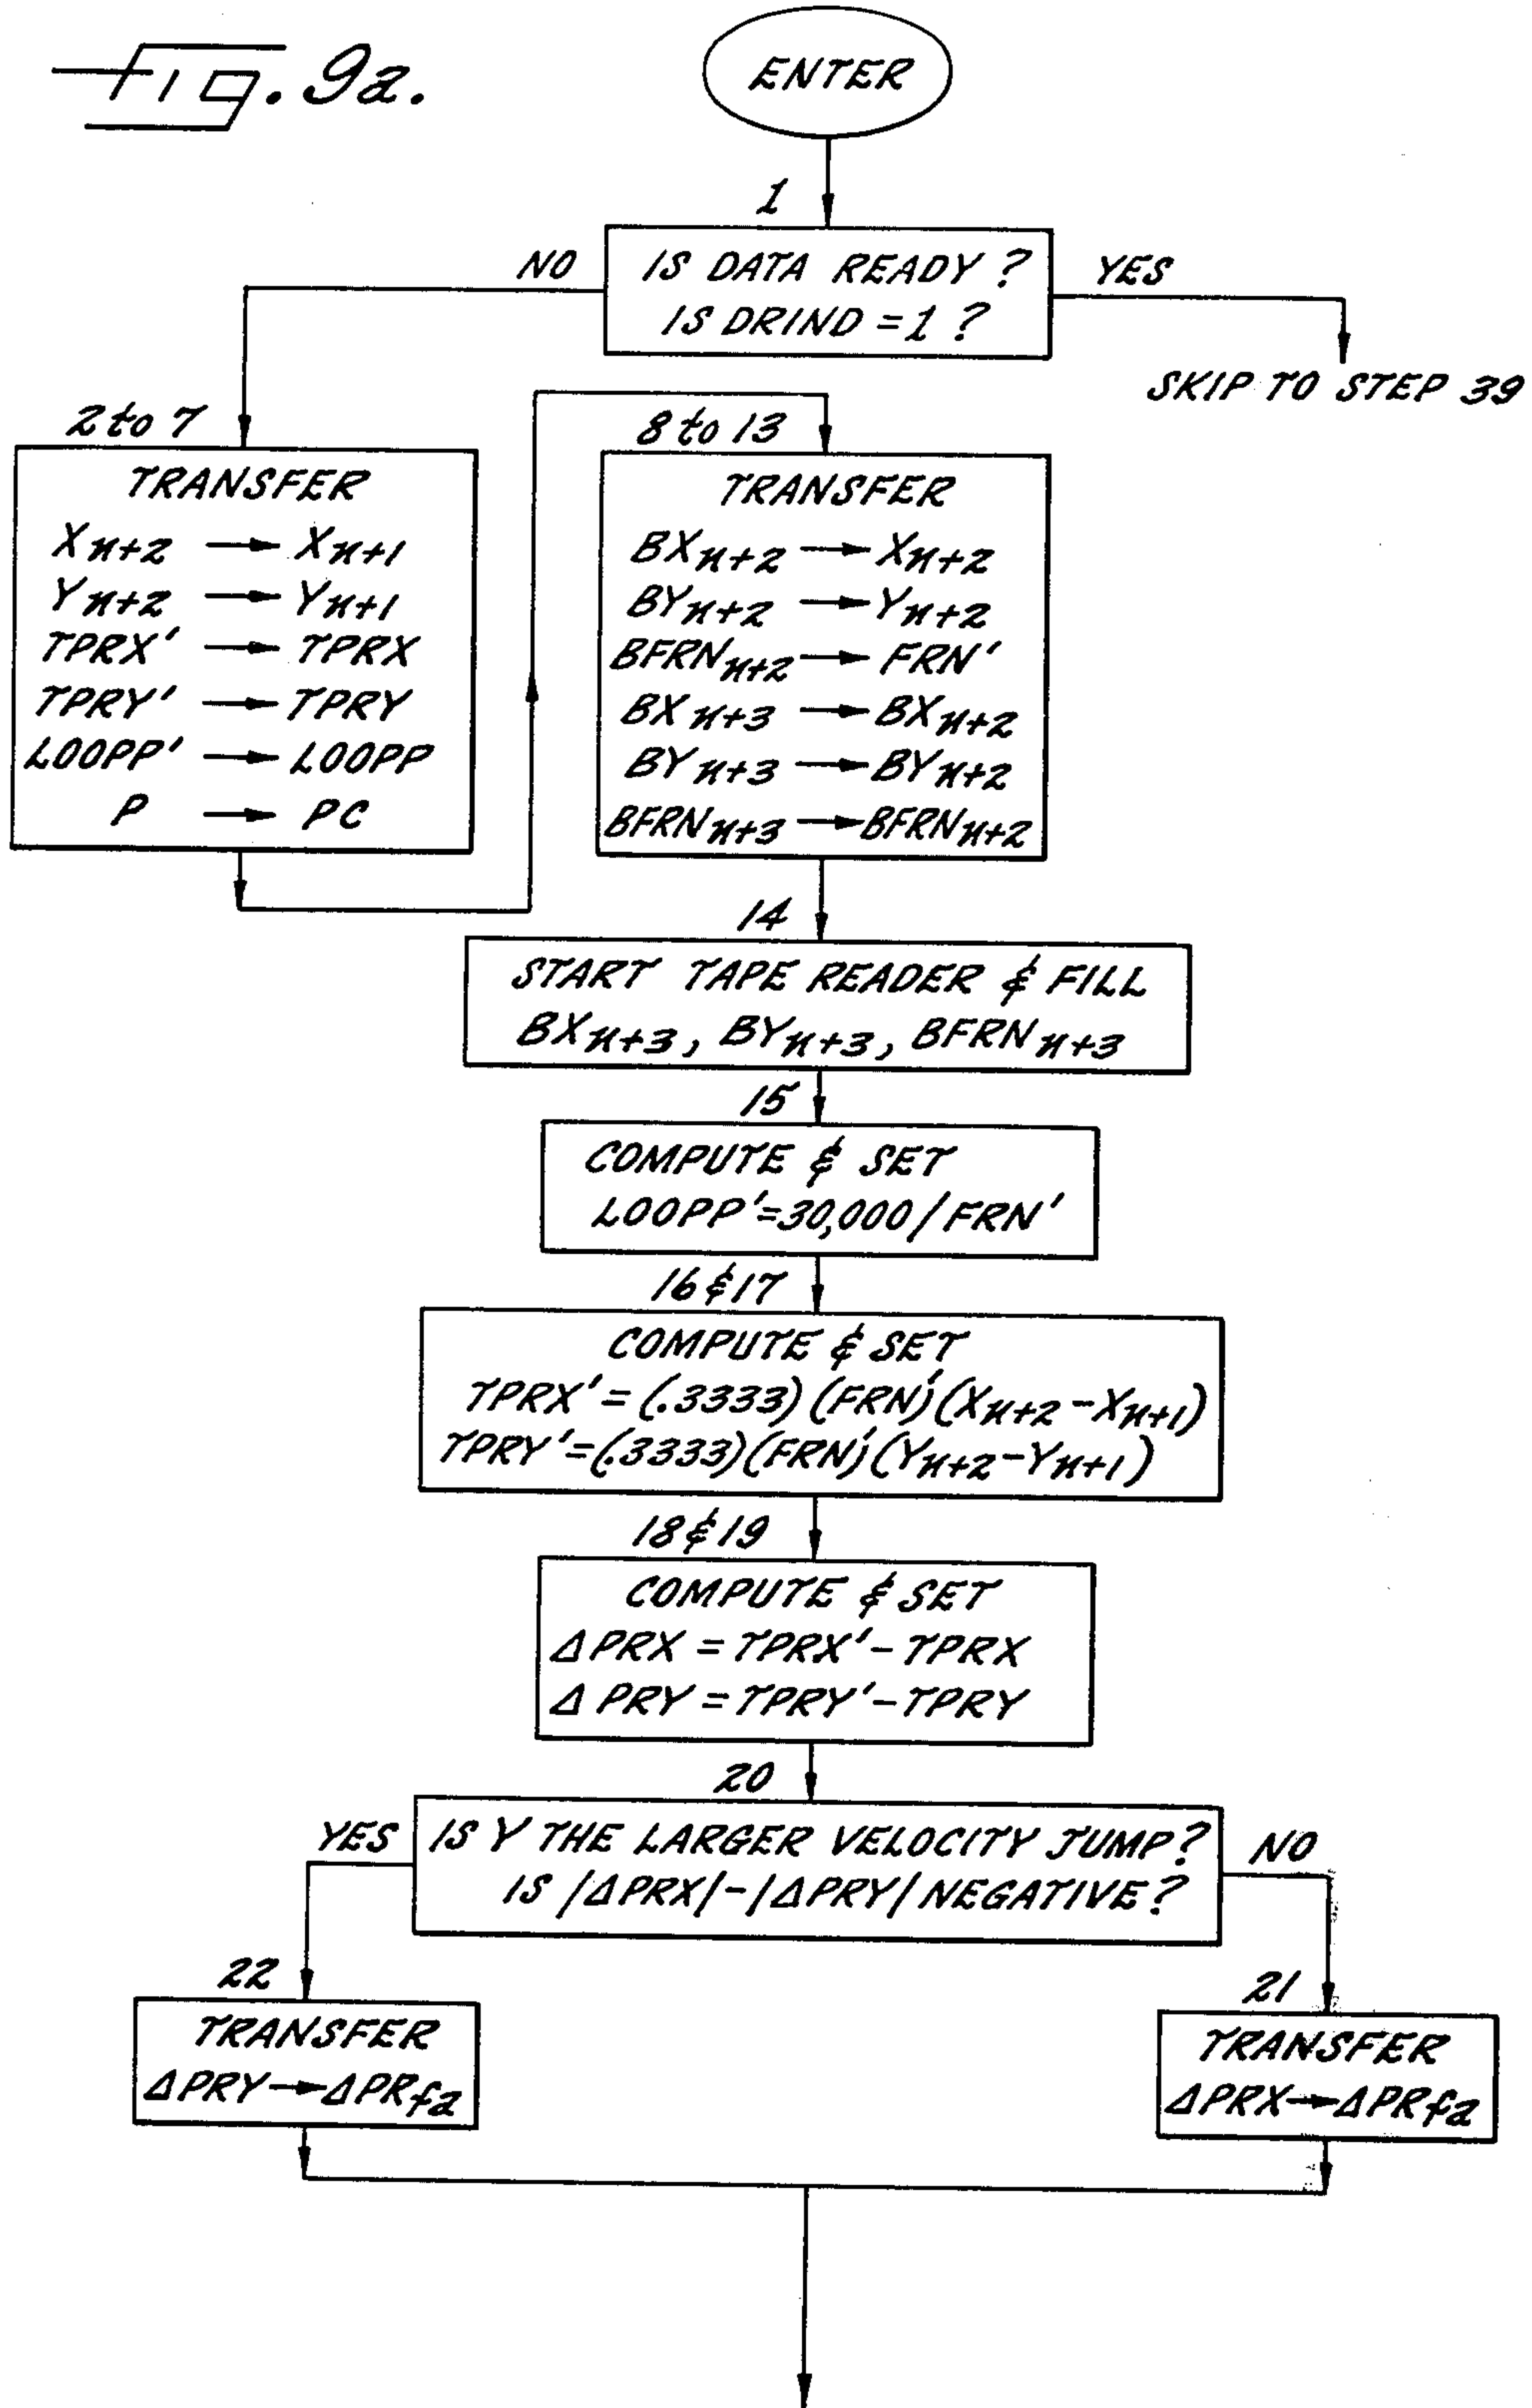 Fig. 9a.
ENTER
1
IS DATA READY?
IS DRIND = 1 ?
NO
YES
SKIP TO STEP 39
2 to 7
TRANSFER
Xn+2 → Xn+1
Yn+2 → Yn+1
TPRX' → TPRX
TPRY' → TPRY
LOOPP' → LOOPP
P → PC
8 to 13
TRANSFER
BXn+2 → Xn+2
BYn+2 → Yn+2
BFRNn+2 → FRN'
BXn+3 → BXn+2
BYn+3 → BYn+2
BFRNn+3 → BFRNn+2
14
START TAPE READER & FILL
BXn+3, BYn+3, BFRNn+3
15
COMPUTE & SET
LOOPP'=30,000/FRN'
16 & 17
COMPUTE & SET
TPRX'=(.3333)(FRN')(Xn+2-Xn+1)
TPRY'=(.3333)(FRN')(Yn+2-Yn+1)
18 & 19
COMPUTE & SET
ΔPRX = TPRX'-TPRX
ΔPRY = TPRY'-TPRY
20
IS Y THE LARGER VELOCITY JUMP?
IS |ΔPRX|-|ΔPRY| NEGATIVE?
YES
NO
22
TRANSFER
ΔPRY → ΔPRfa
21
TRANSFER
ΔPRX → ΔPRfa